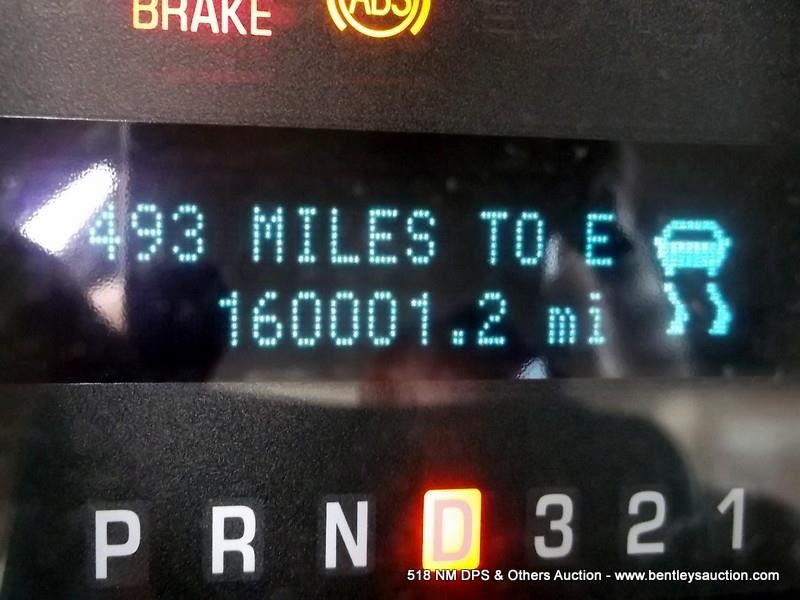 BRAKE ABS
493 MILES TO E
160001.2 mi
P R N D 3 2 1
518 NM DPS & Others Auction - www.bentleysauction.com